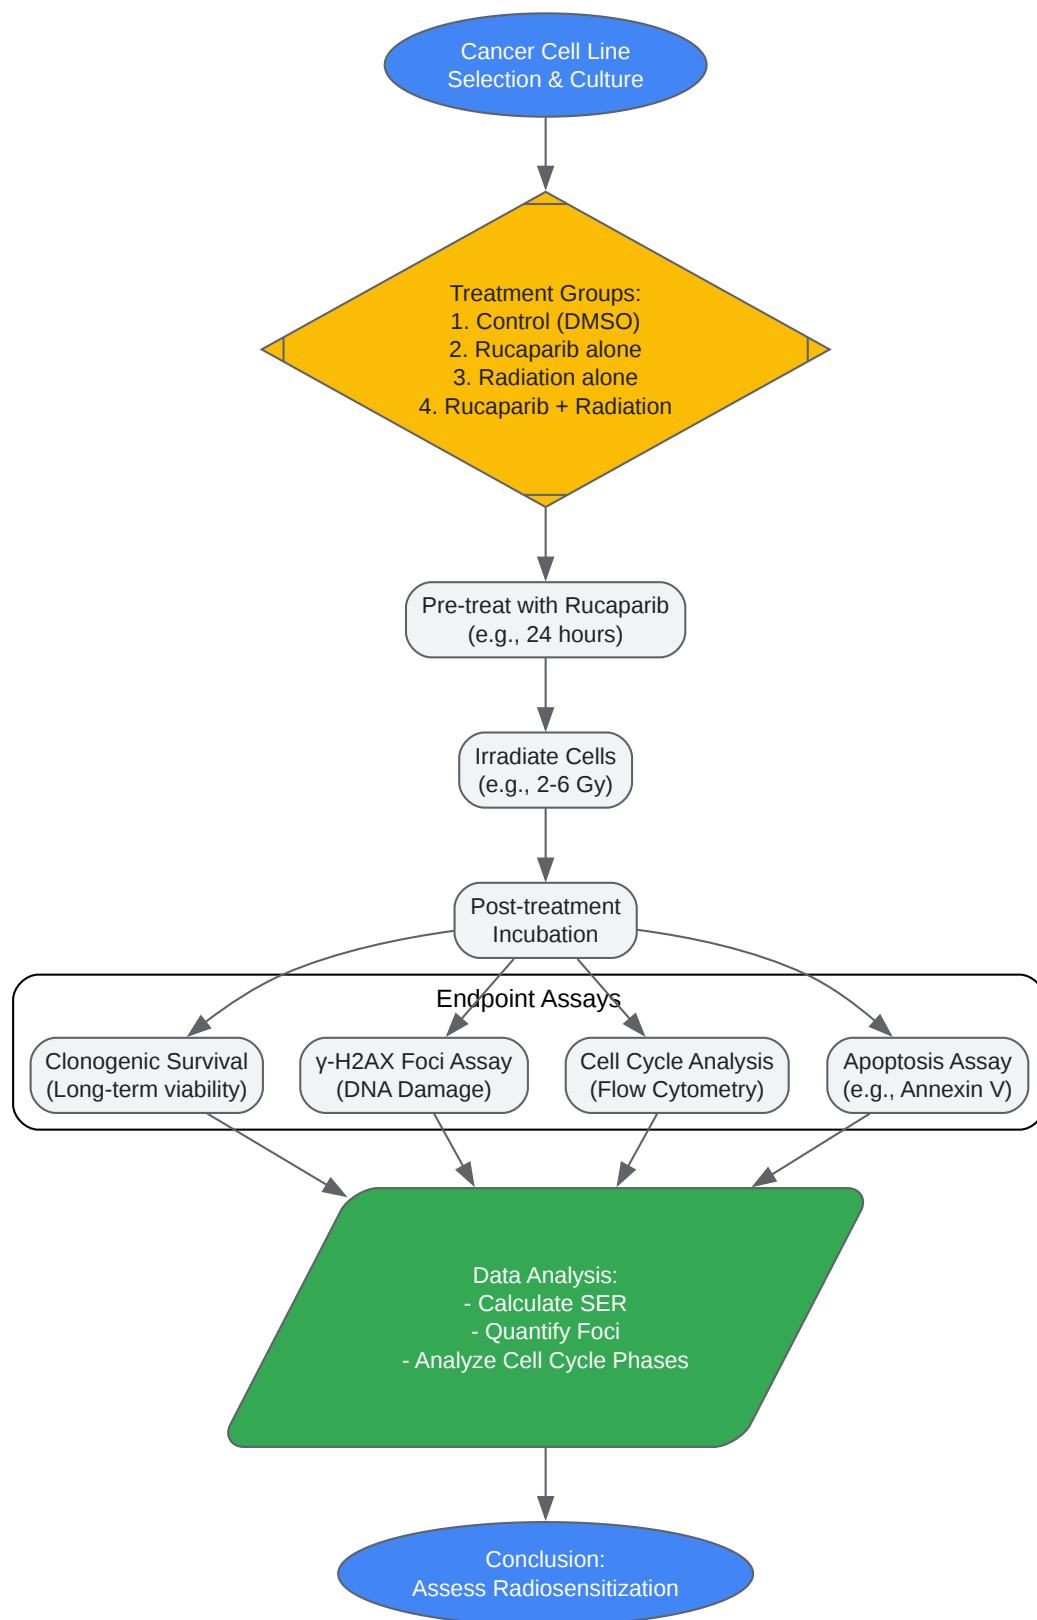 Cancer Cell Line
Selection & Culture
Treatment Groups:
1. Control (DMSO)
2. Rucaparib alone
3. Radiation alone
4. Rucaparib + Radiation
Pre-treat with Rucaparib
(e.g., 24 hours)
Irradiate Cells
(e.g., 2-6 Gy)
Post-treatment
Incubation
Endpoint Assays
Clonogenic Survival
(Long-term viability)
γ-H2AX Foci Assay
(DNA Damage)
Cell Cycle Analysis
(Flow Cytometry)
Apoptosis Assay
(e.g., Annexin V)
Data Analysis:
- Calculate SER
- Quantify Foci
- Analyze Cell Cycle Phases
Conclusion:
Assess Radiosensitization